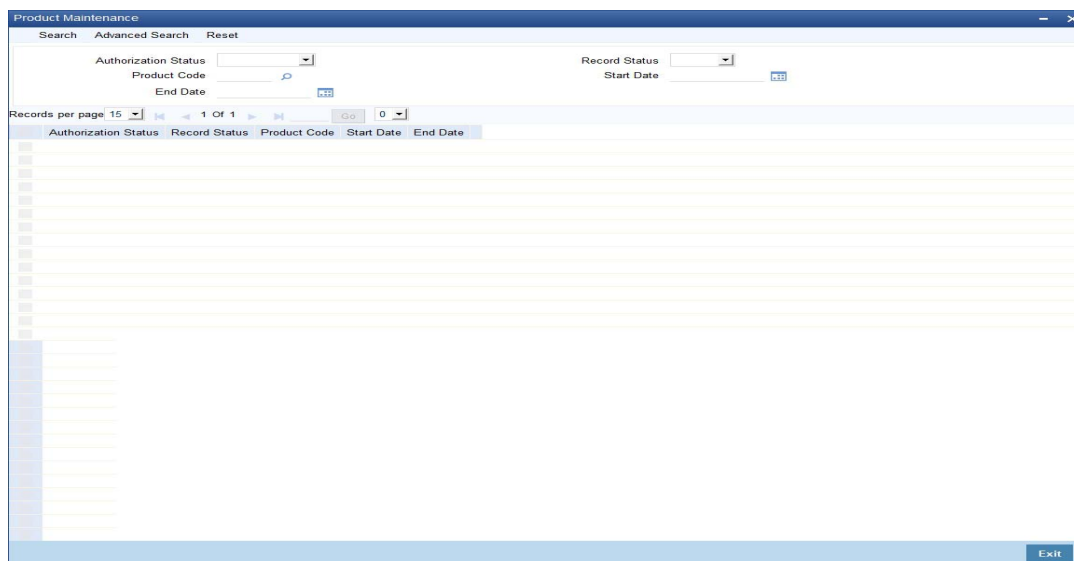 Product Maintenance
Search Advanced Search Reset
Authorization Status Record Status
Product Code Start Date
End Date
Records per page 15 1 Of 1 Go 0
Authorization Status Record Status Product Code Start Date End Date
Exit